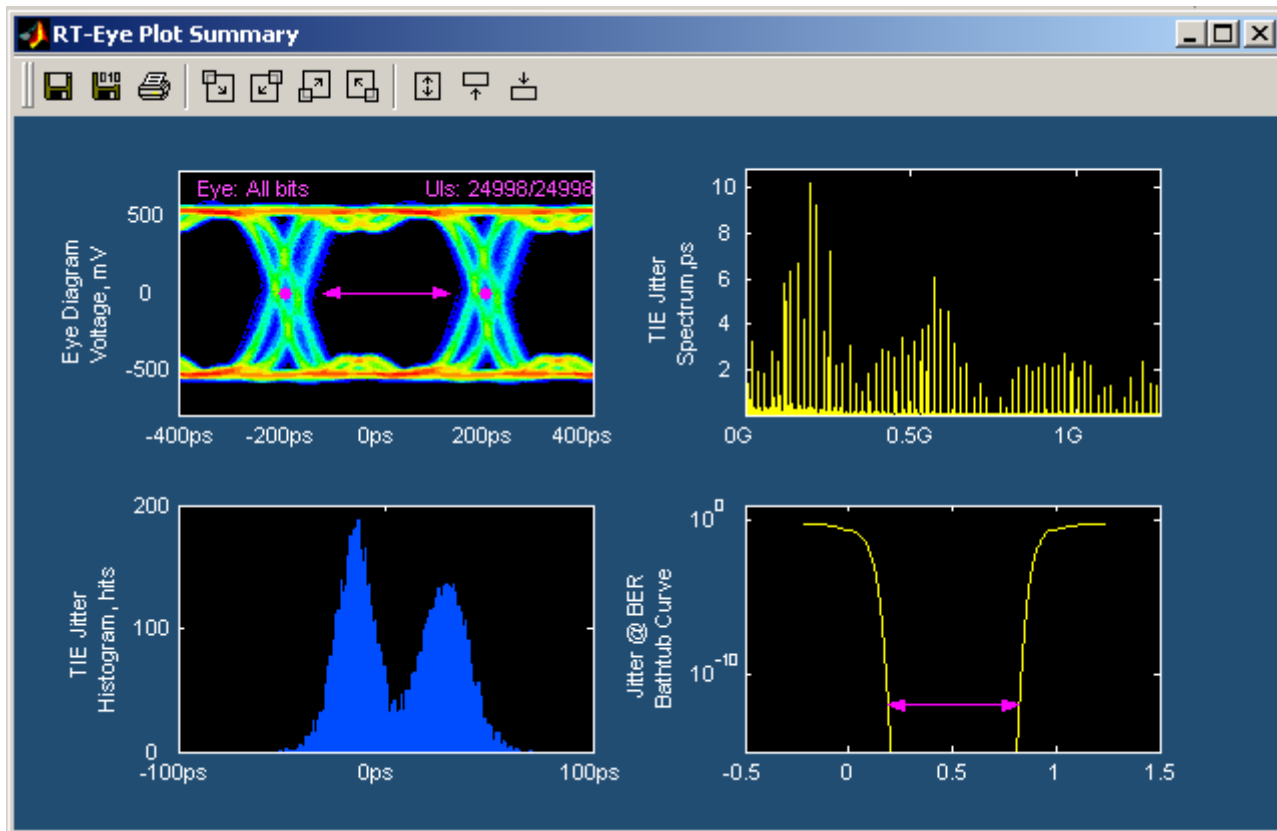 RT-Eye Plot Summary
010
Eye: All bits
UIs: 24998/24998
Eye Diagram
Voltage, mV
500
0
-500
-400ps
-200ps
0ps
200ps
400ps
TIE Jitter
Spectrum,ps
10
8
6
4
2
0G
0.5G
1G
TIE Jitter
Histogram, hits
200
100
0
-100ps
0ps
100ps
Jitter @ BER
Bathtub Curve
10^0
10^-10
-0.5
0
0.5
1
1.5